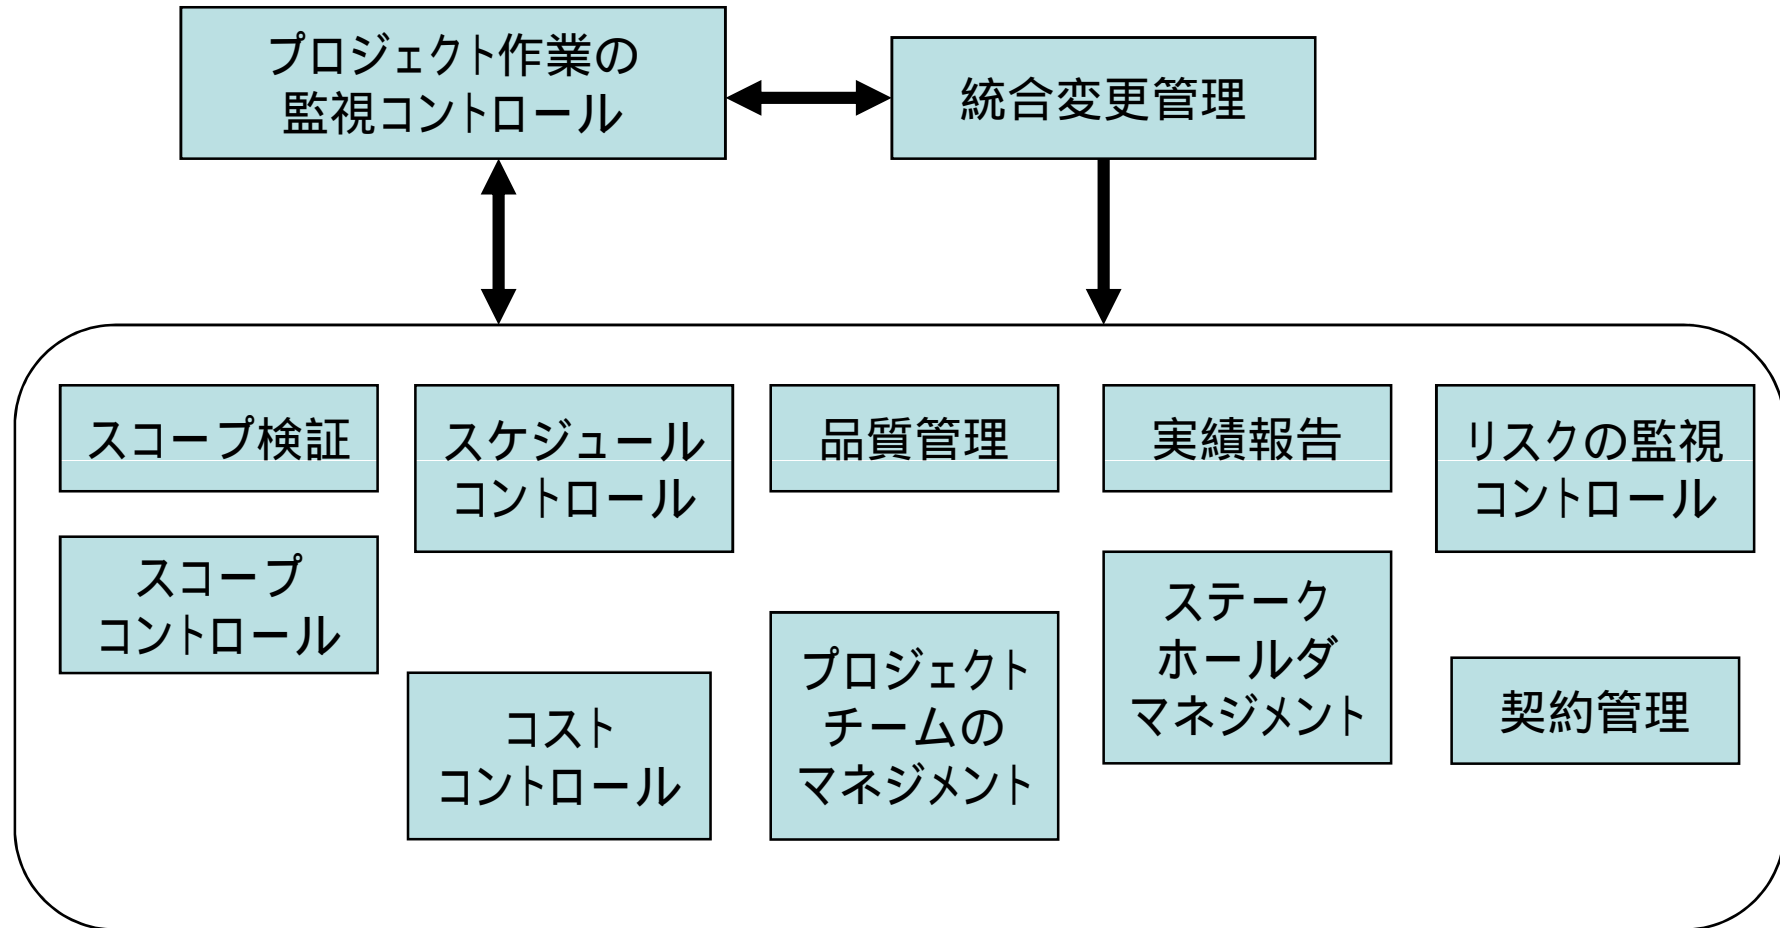 プロジェクト作業の
監視コントロール
統合変更管理
スコープ検証
スケジュール
コントロール
品質管理
実績報告
リスクの監視
コントロール
スコープ
コントロール
コスト
コントロール
プロジェクト
チームの
マネジメント
ステーク
ホールダ
マネジメント
契約管理